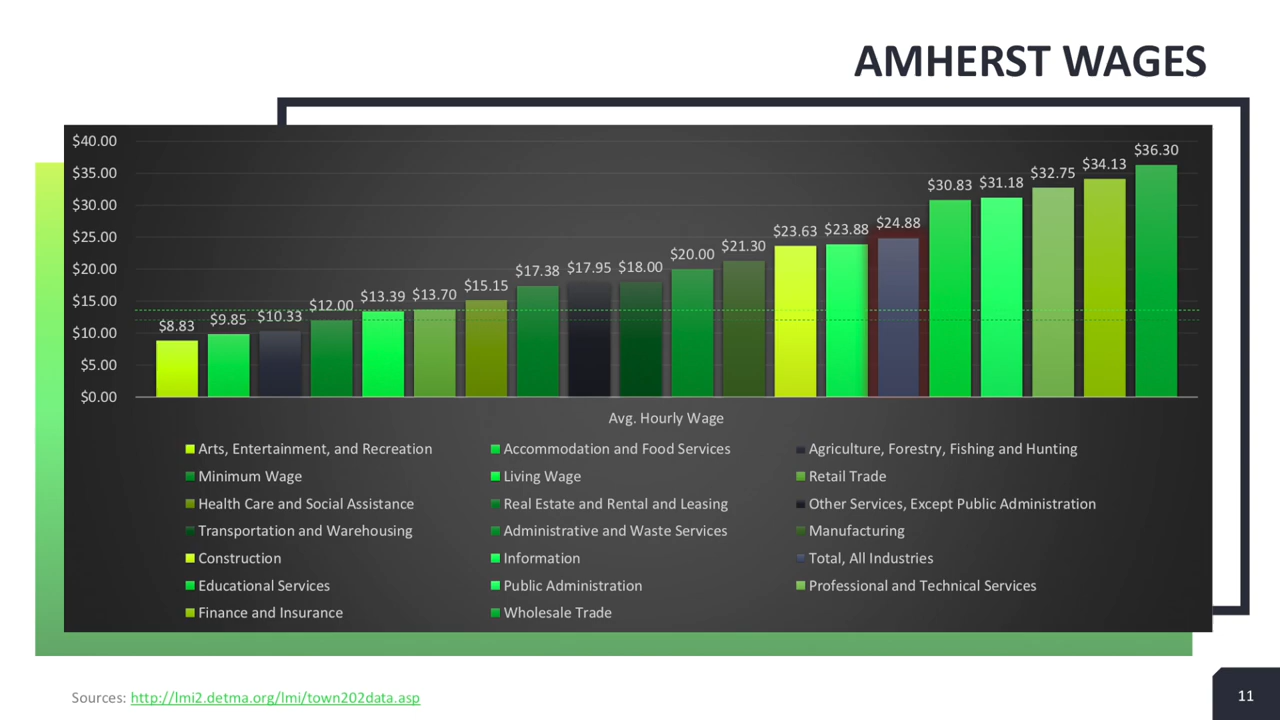 AMHERST WAGES
$40.00
$35.00
$30.00
$25.00
$20.00
$15.00
$10.00
$5.00
$0.00
$8.83
$9.85
$10.33
$12.00
$13.39
$13.70
$15.15
$17.38
$17.95
$18.00
$20.00
$21.30
$23.63
$23.88
$24.88
$30.83
$31.18
$32.75
$34.13
$36.30
Avg. Hourly Wage
Arts, Entertainment, and Recreation
Accommodation and Food Services
Agriculture, Forestry, Fishing and Hunting
Minimum Wage
Living Wage
Retail Trade
Health Care and Social Assistance
Real Estate and Rental and Leasing
Other Services, Except Public Administration
Transportation and Warehousing
Administrative and Waste Services
Manufacturing
Construction
Information
Total, All Industries
Educational Services
Public Administration
Professional and Technical Services
Finance and Insurance
Wholesale Trade
Sources: http://lmi2.detma.org/lmi/town202data.asp
11